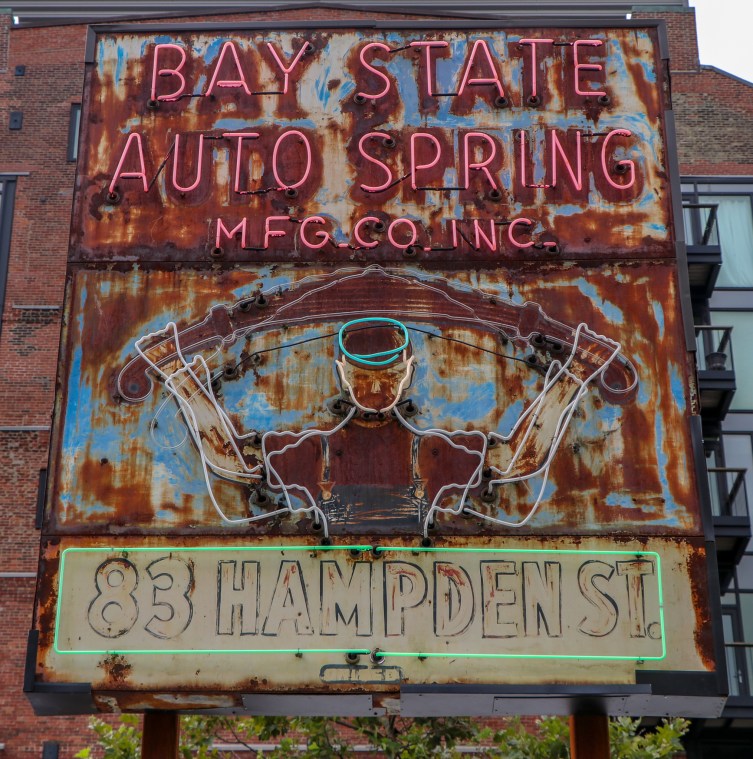 BAY STATE
AUTO SPRING
MFG. CO. INC.
83 HAMPDEN ST.